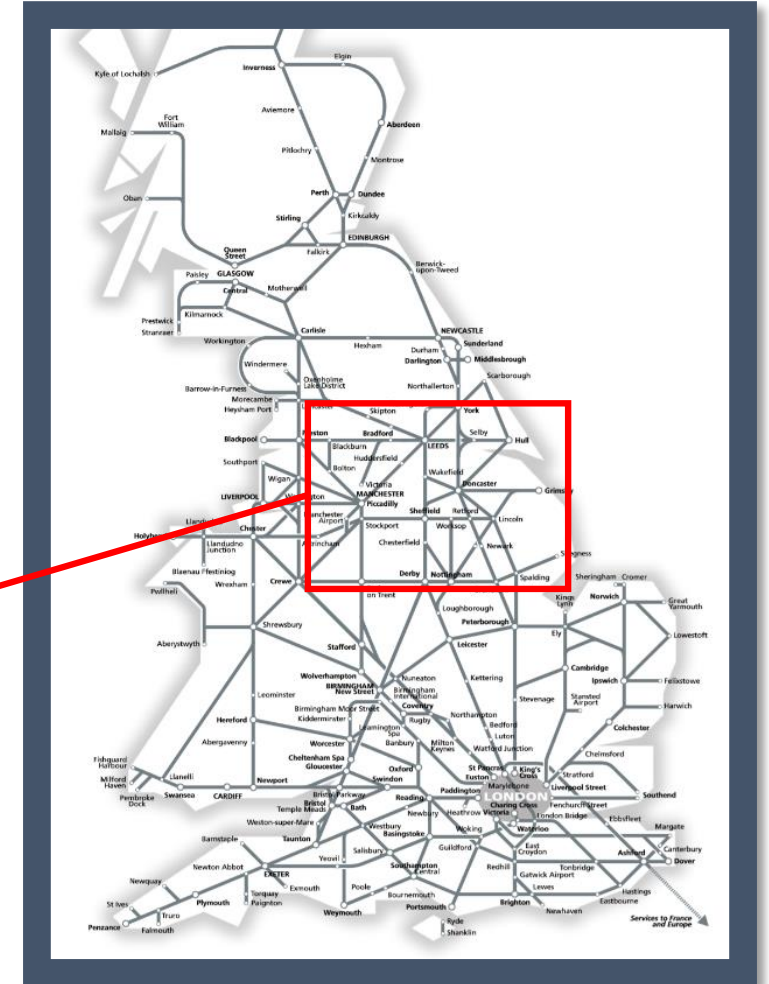 Elgin
Kyle of Lochalsh
Inverness
Aviemore
Fort
William
Mallaig
Aberdeen
Pitlochry
Montrose
Perth
Dundee
Oban
Stirling
Kirkcaldy
EDINBURGH
Queen
Street
Falkirk
Berwick-
upon-Tweed
Paisley
GLASGOW
Central
Motherwell
Prestwick
Kilmarnock
Stranraer
Carlisle
NEWCASTLE
Workington
Hexham
Durham
Sunderland
Darlington
Middlesbrough
Windermere
Scarborough
Oxenholme
Lake District
Barrow-in-Furness
Northallerton
Morecambe
Heysham Port
Skipton
York
Blackpool
Bradford
Selby
Blackburn
LEEDS
Hull
Huddersfield
Southport
Bolton
Wakefield
Wigan
Victoria
Doncaster
LIVERPOOL
MANCHESTER
Piccadilly
Grimsby
Manchester
Airport
Sheffield
Retford
Lincoln
Stockport
Worksop
Chester
Llandudno
Junction
Altrincham
Chesterfield
Newark
Blaenau Ffestiniog
Skegness
Wrexham
Crewe
Derby
Nottingham
Spalding
Sheringham
Cromer
Pwllheli
on Trent
Kings
Lynn
Norwich
Great
Yarmouth
Loughborough
Peterborough
Shrewsbury
Ely
Lowestoft
Aberystwyth
Stafford
Leicester
Wolverhampton
Nuneaton
Cambridge
BIRMINGHAM
New Street
Birmingham
International
Kettering
Ipswich
Felixstowe
Leominster
Birmingham Moor Street
Coventry
Stevenage
Stansted
Airport
Harwich
Kidderminster
Rugby
Northampton
Hereford
Leamington
Spa
Bedford
Colchester
Worcester
Banbury
Milton
Keynes
Luton
Abergavenny
Watford Junction
Chelmsford
Cheltenham Spa
Gloucester
Oxford
St Pancras
King's
Cross
Fishguard
Harbour
Llanelli
Newport
Swindon
Euston
Stratford
Milford
Haven
Marylebone
Liverpool Street
Pembroke
Dock
Swansea
CARDIFF
Bristol Parkway
Reading
Paddington
LONDON
Southend
Bristol
Temple Meads
Bath
Charing Cross
Fenchurch Street
Newbury
Heathrow
Victoria
London Bridge
Ebbsfleet
Weston-super-Mare
Westbury
Basingstoke
Woking
Waterloo
Margate
Barnstaple
Taunton
Guildford
East
Croydon
Canterbury
Salisbury
Ashford
Yeovil
Dover
Newton Abbot
Southampton
Central
Redhill
Tonbridge
EXETER
Gatwick Airport
Newquay
Exmouth
Poole
Lewes
Hastings
Torquay
Paignton
Bournemouth
Eastbourne
St Ives
Plymouth
Portsmouth
Brighton
Newhaven
Truro
Weymouth
Penzance
Falmouth
Ryde
Shanklin
Services to France
and Europe